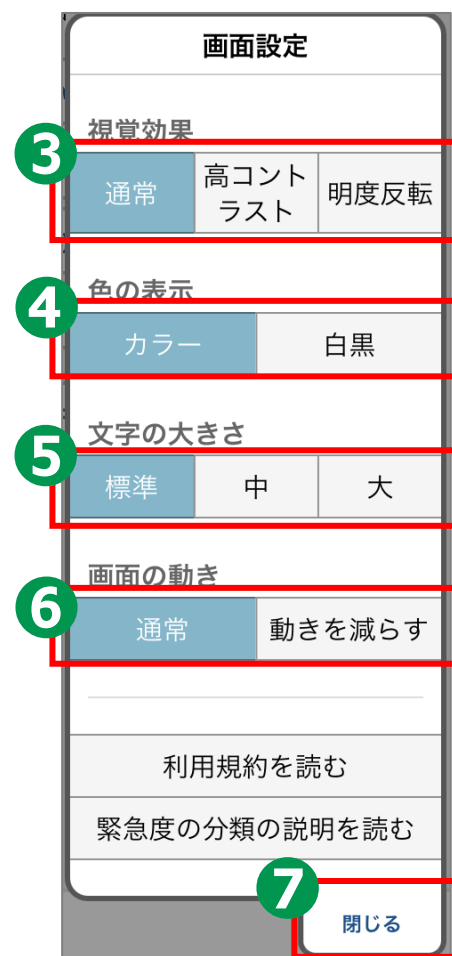 画面設定
視覚効果
3
通常
高コント
ラスト
明度反転
色の表示
4
カラー
白黒
文字の大きさ
5
標準
中
大
画面の動き
6
通常
動きを減らす
利用規約を読む
緊急度の分類の説明を読む
7
閉じる